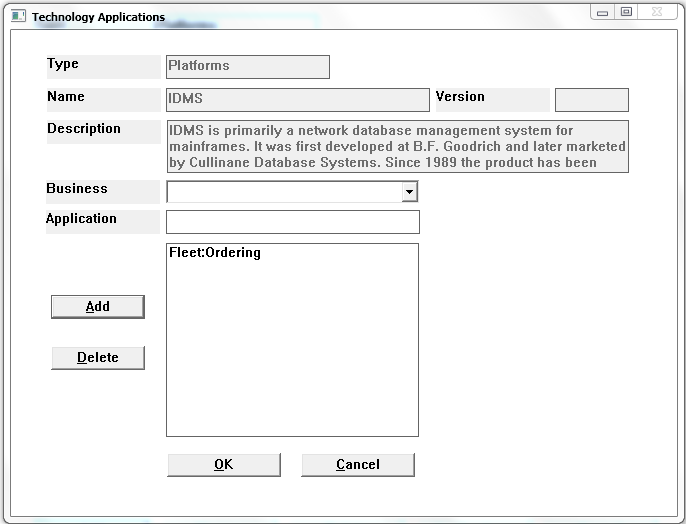 Technology Applications
Type
Platforms
Name
IDMS
Version
Description
IDMS is primarily a network database management system for
mainframes. It was first developed at B.F. Goodrich and later marketed
by Cullinane Database Systems. Since 1989 the product has been
Business
Application
Fleet:Ordering
Add
Delete
OK
Cancel